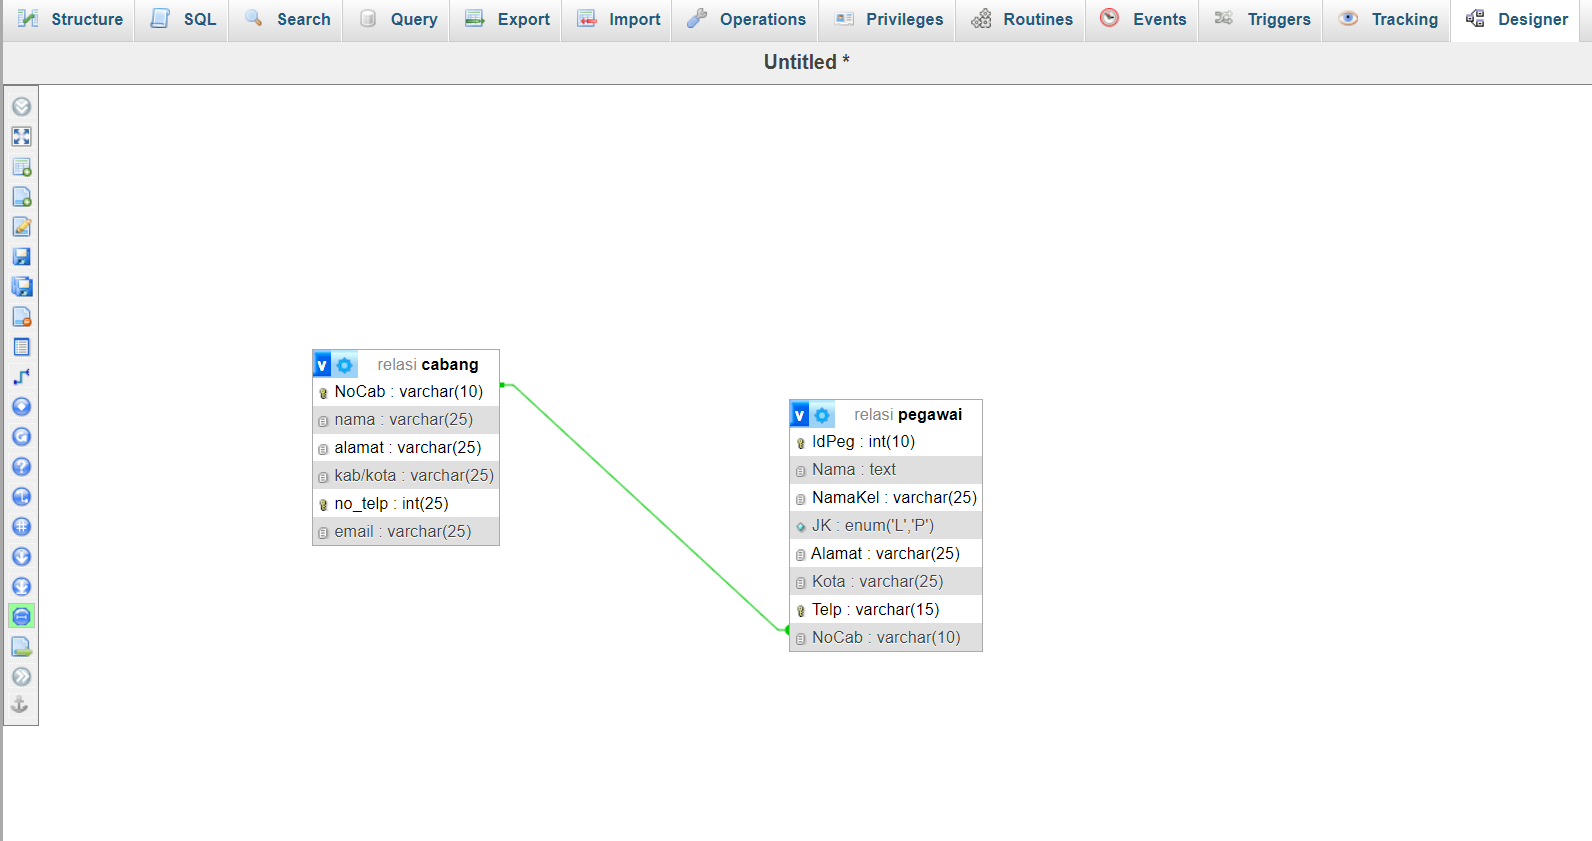 Structure SQL Search Query Export Import Operations Privileges Routines Events Triggers Tracking Designer
Untitled *
v relasi cabang
NoCab : varchar(10)
nama : varchar(25)
alamat : varchar(25)
kab/kota : varchar(25)
no_telp : int(25)
email : varchar(25)
v relasi pegawai
IdPeg : int(10)
Nama : text
NamaKel : varchar(25)
JK : enum('L','P')
Alamat : varchar(25)
Kota : varchar(25)
Telp : varchar(15)
NoCab : varchar(10)